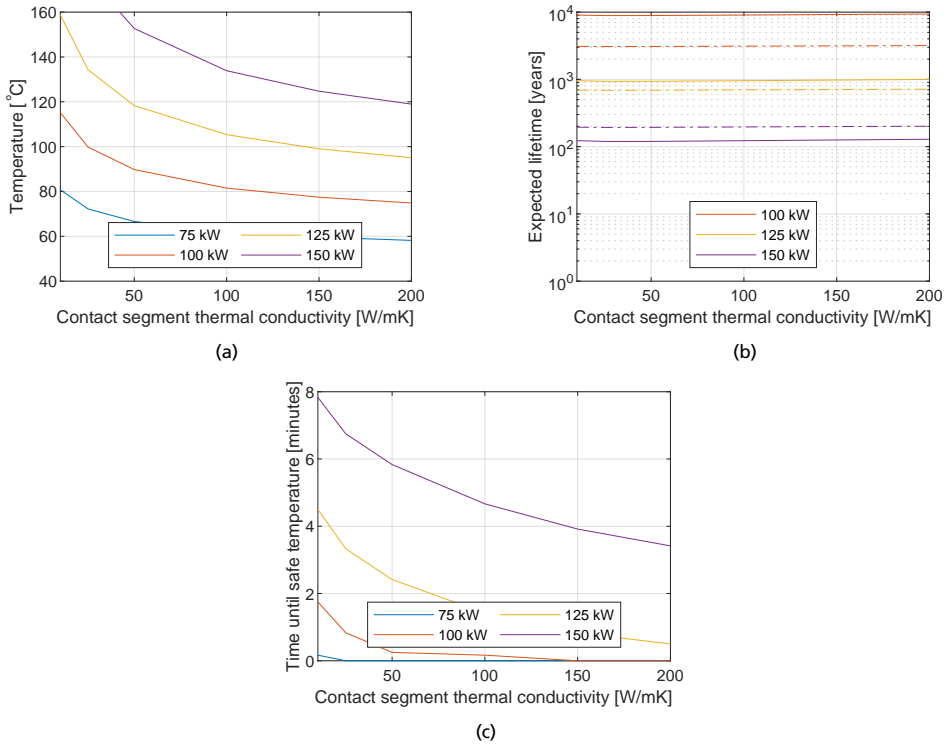 160
140
120
100
80
60
40
Temperature [°C]
75 kW
125 kW
100 kW
150 kW
50
100
150
200
Contact segment thermal conductivity [W/mK]
(a)
10^4
10^3
10^2
10^1
10^0
Expected lifetime [years]
100 kW
125 kW
150 kW
50
100
150
200
Contact segment thermal conductivity [W/mK]
(b)
8
6
4
2
0
Time until safe temperature [minutes]
75 kW
125 kW
100 kW
150 kW
50
100
150
200
Contact segment thermal conductivity [W/mK]
(c)